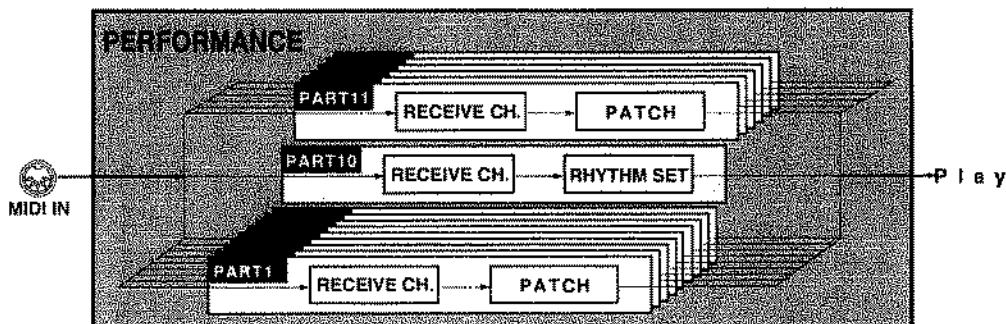 PERFORMANCE
PART11
RECEIVE CH.
PATCH
PART10
RECEIVE CH.
RHYTHM SET
MIDI IN
Play
PART1
RECEIVE CH.
PATCH